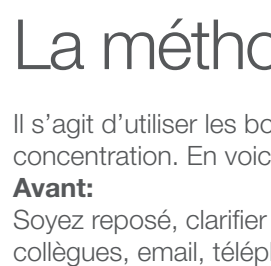 La métho
Il s’agit d’utiliser les bo
concentration. En voic
Avant:
Soyez reposé, clarifier
collègues, email, télép